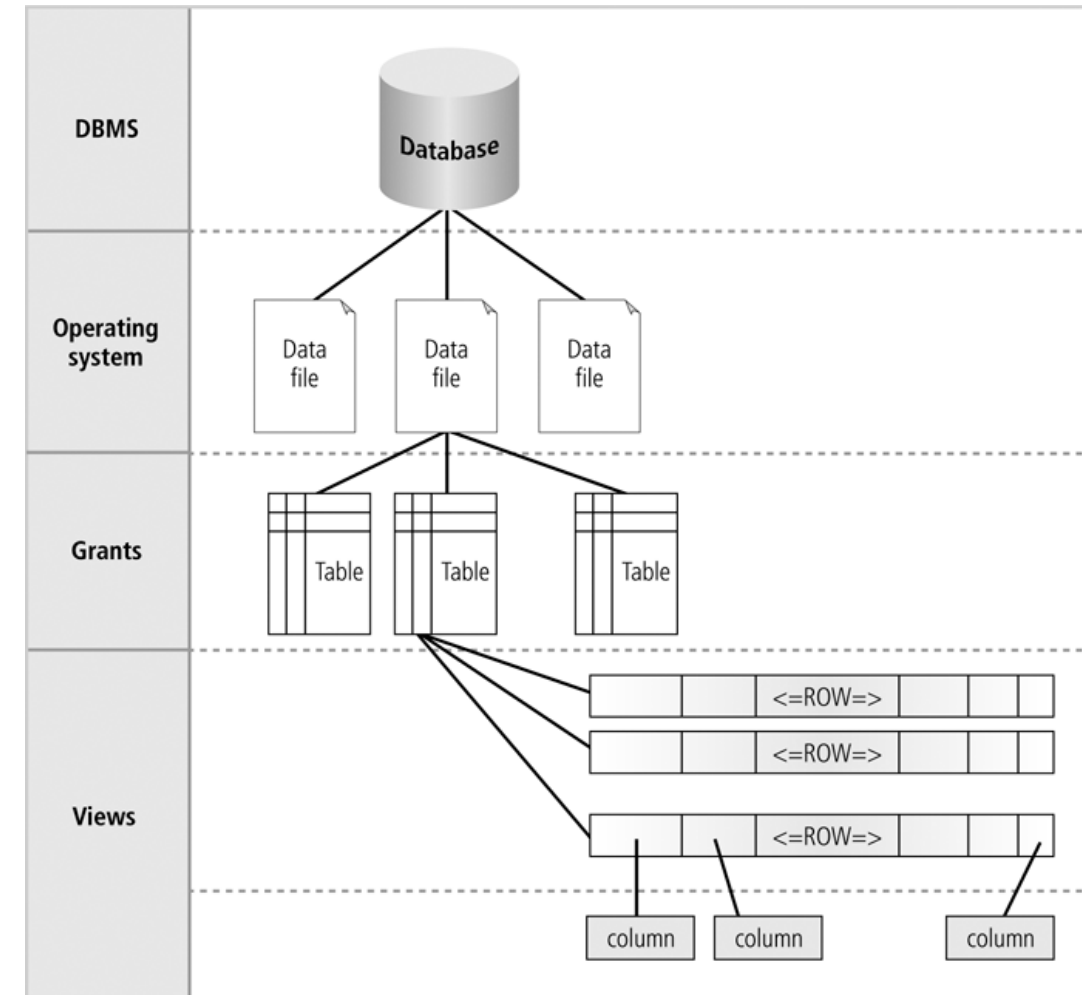 DBMS
Database
Operating
system
Data
file
Data
file
Data
file
Grants
Table
Table
Table
Views
<=ROW=>
<=ROW=>
<=ROW=>
column
column
column